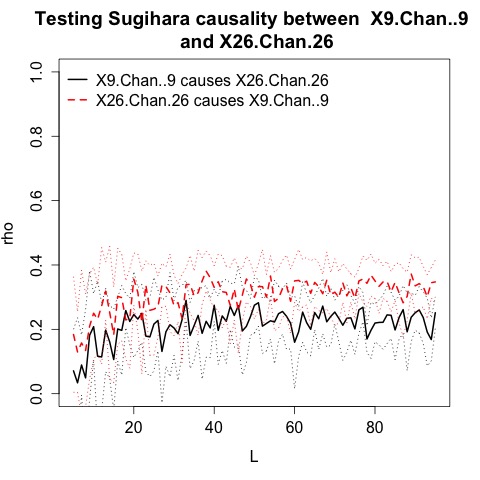 Testing Sugihara causality between  X9.Chan..9
and X26.Chan.26
X9.Chan..9 causes X26.Chan.26
X26.Chan.26 causes X9.Chan..9
rho
1.0
0.8
0.6
0.4
0.2
0.0
20 40 60 80
L